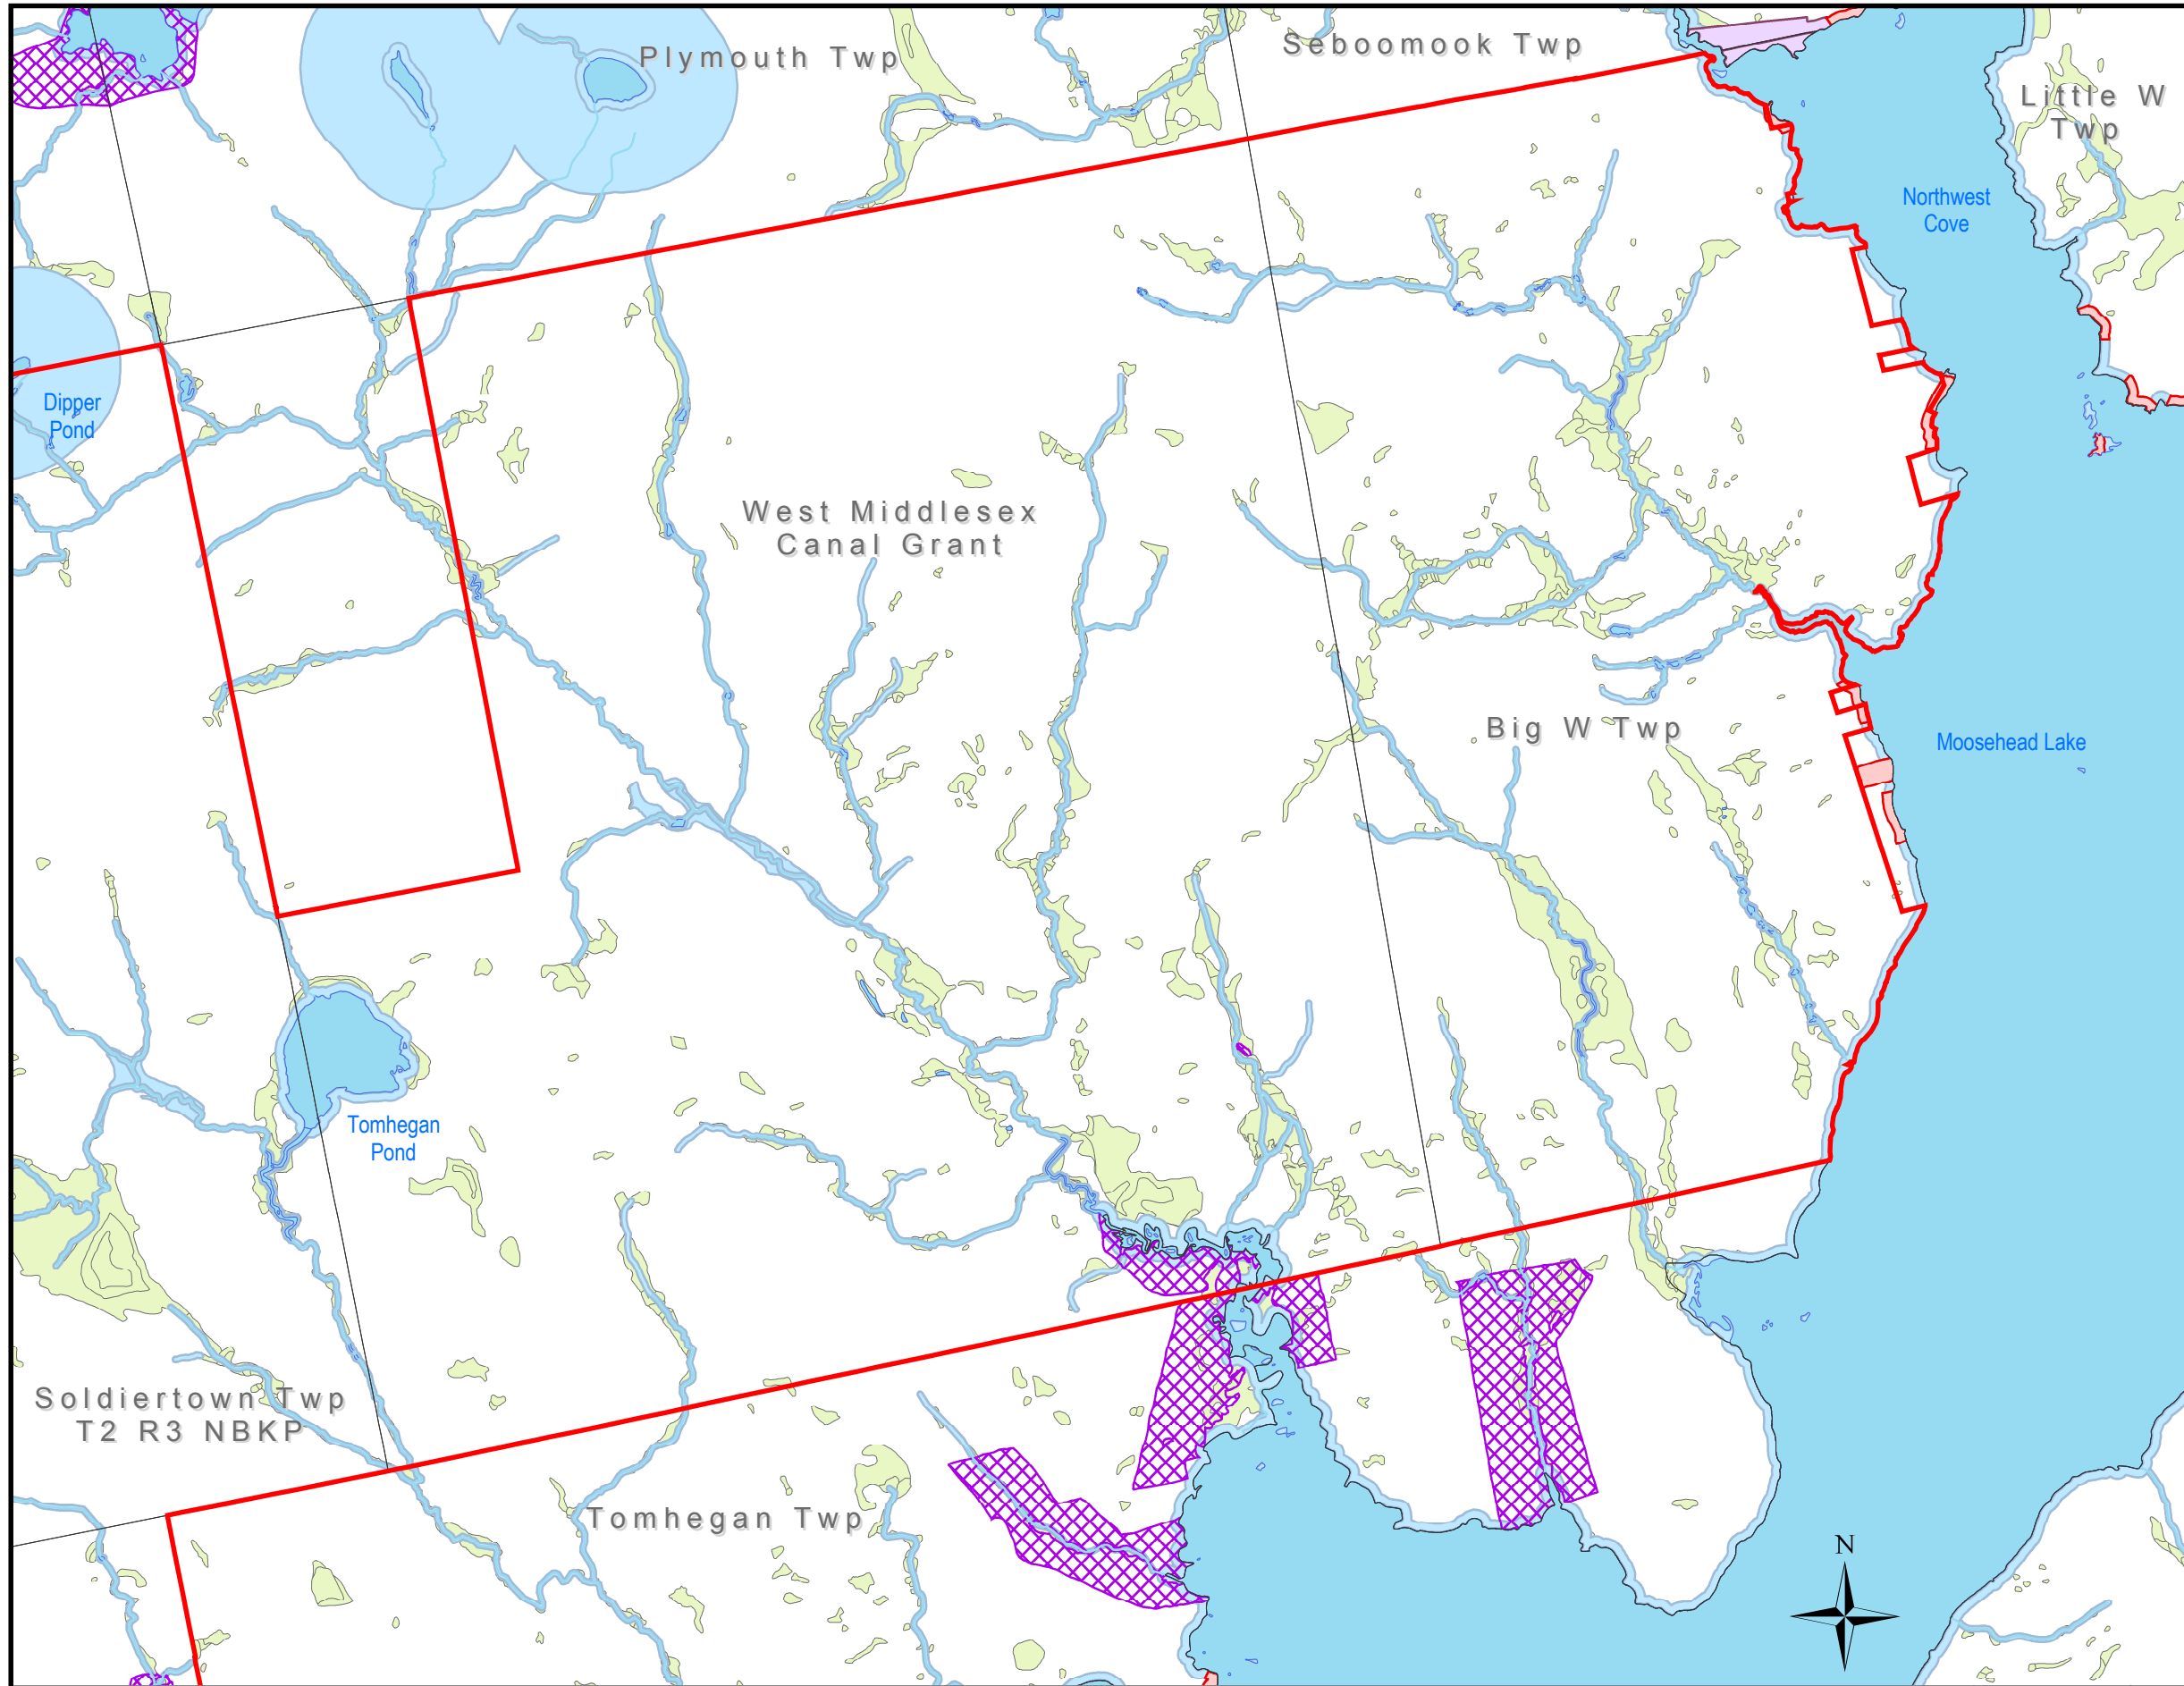 Plymouth Twp
Seboomook Twp
Little W
Twp
Northwest
Cove
Dipper
Pond
West Middlesex
Canal Grant
Big W Twp
Moosehead Lake
Tomhegan
Pond
Soldiertown Twp
T2 R3 NBKP
Tomhegan Twp
N